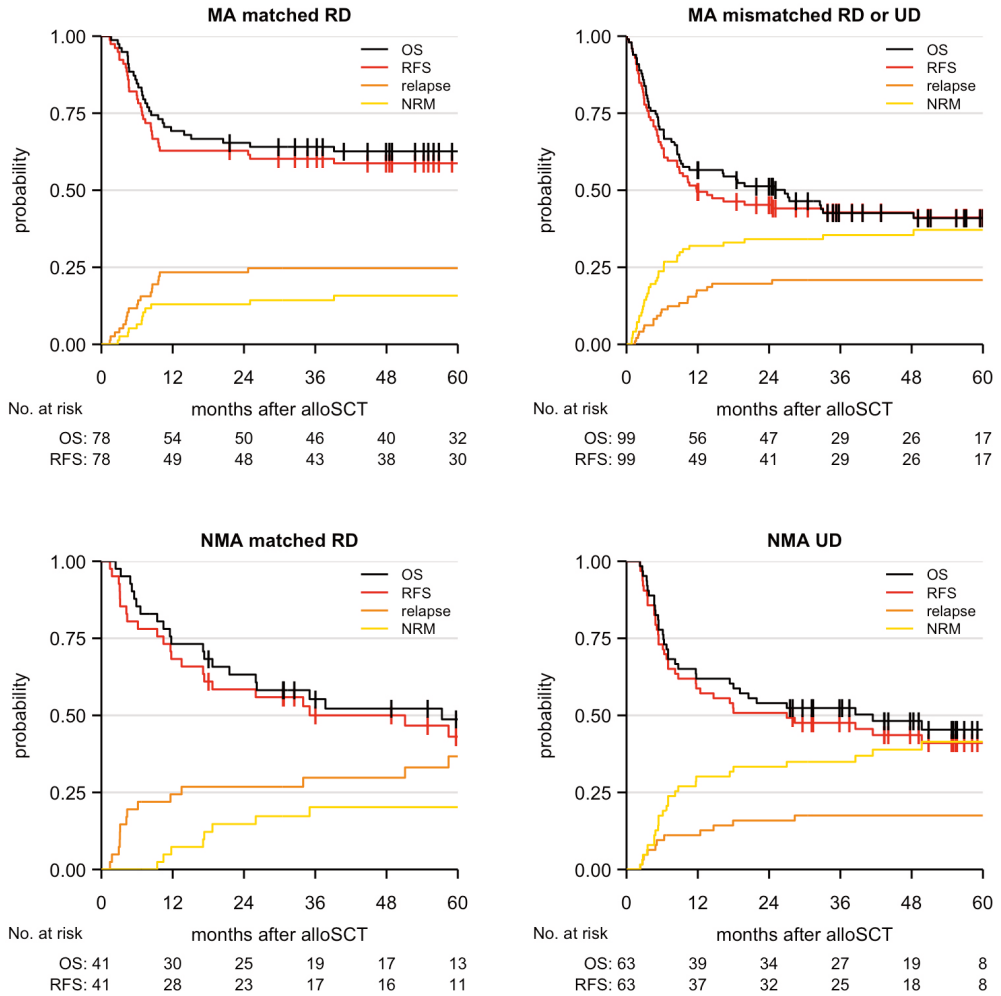 MA matched RD
1.00
0.75
0.50
0.25
0.00
probability
OS
RFS
relapse
NRM
0 12 24 36 48 60
No. at risk months after alloSCT
OS: 78 54 50 46 40 32
RFS: 78 49 48 43 38 30
MA mismatched RD or UD
1.00
0.75
0.50
0.25
0.00
probability
OS
RFS
relapse
NRM
0 12 24 36 48 60
No. at risk months after alloSCT
OS: 99 56 47 29 26 17
RFS: 99 49 41 29 26 17
NMA matched RD
1.00
0.75
0.50
0.25
0.00
probability
OS
RFS
relapse
NRM
0 12 24 36 48 60
No. at risk months after alloSCT
OS: 41 30 25 19 17 13
RFS: 41 28 23 17 16 11
NMA UD
1.00
0.75
0.50
0.25
0.00
probability
OS
RFS
relapse
NRM
0 12 24 36 48 60
No. at risk months after alloSCT
OS: 63 39 34 27 19 8
RFS: 63 37 32 25 18 8